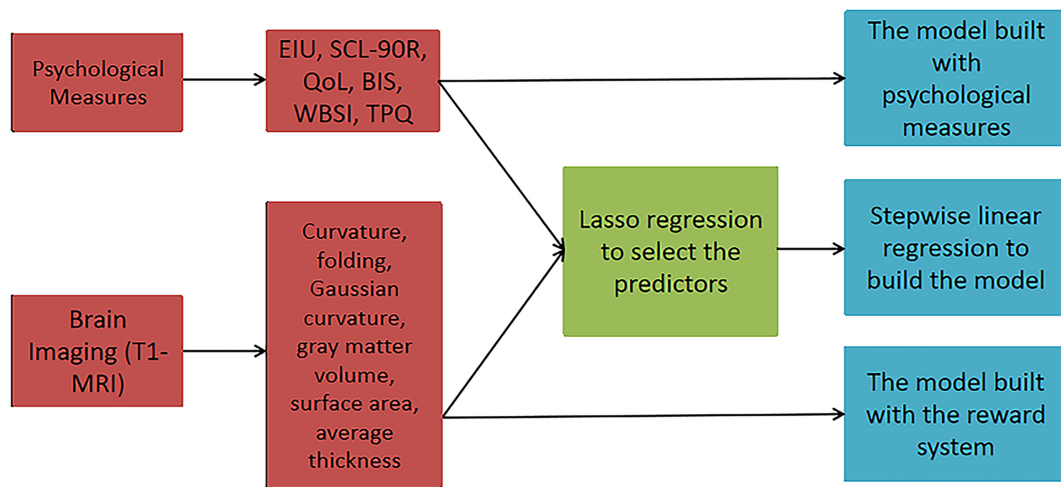 Psychological
Measures
EIU, SCL-90R,
QoL, BIS,
WBSI, TPQ
The model built
with
psychological
measures
Brain
Imaging (T1-
MRI)
Curvature,
folding,
Gaussian
curvature,
gray matter
volume,
surface area,
average
thickness
Lasso regression
to select the
predictors
Stepwise linear
regression to
build the model
The model built
with the reward
system